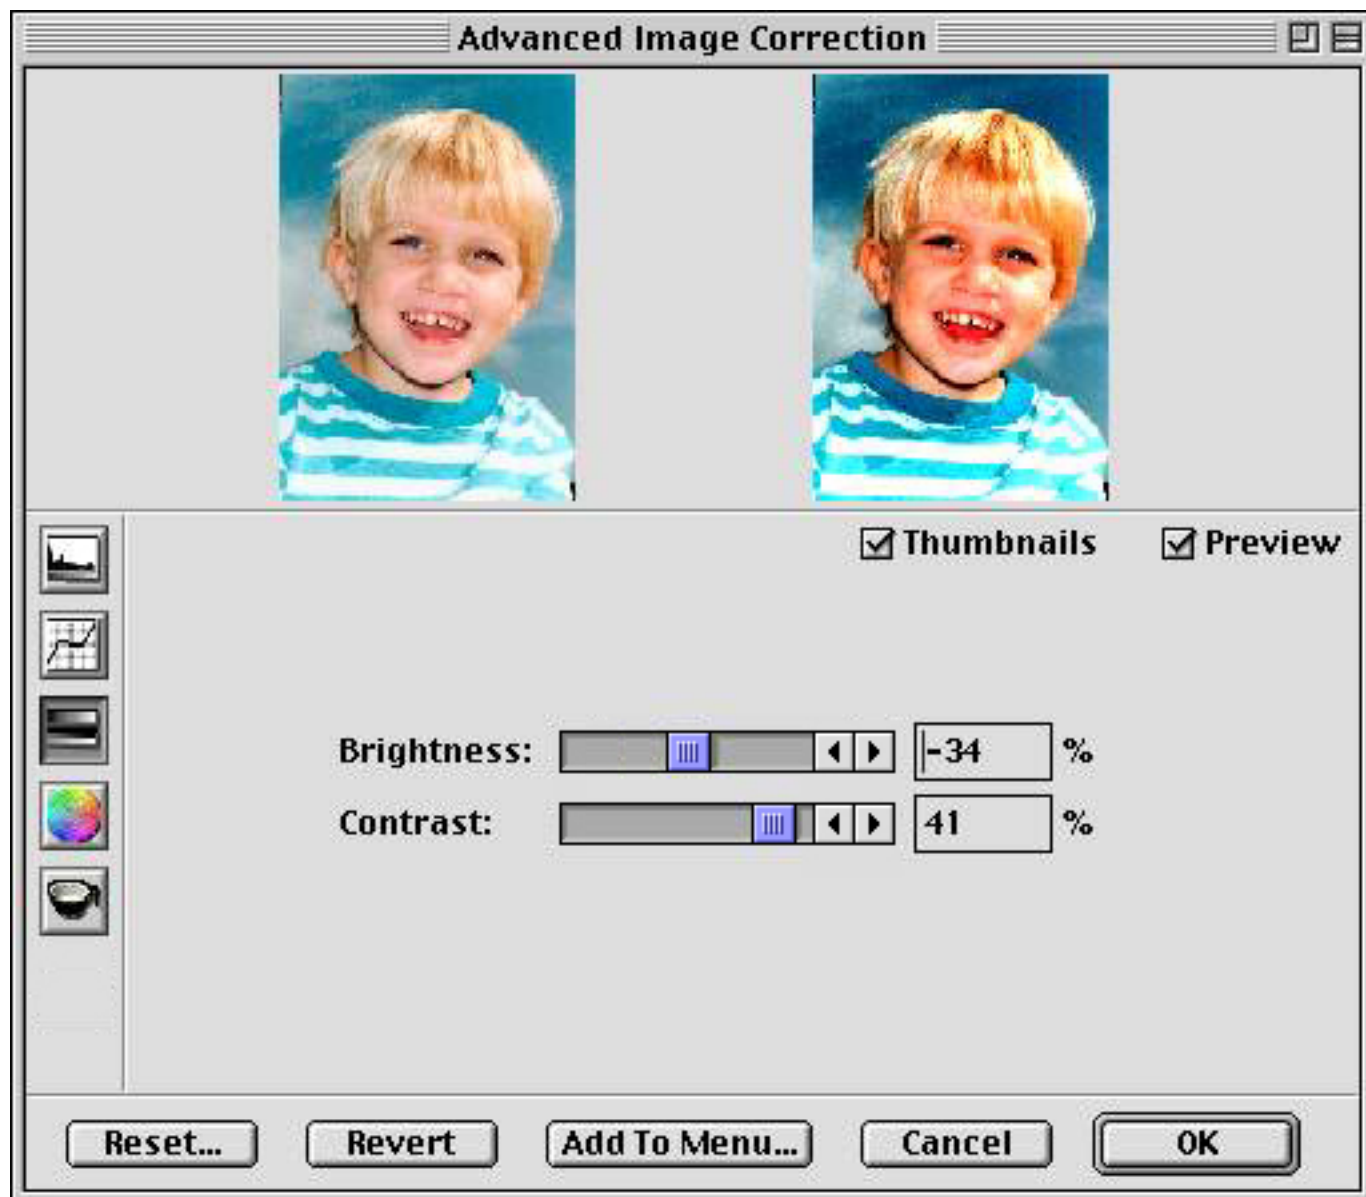 Advanced Image Correction
Thumbnails Preview
Brightness: -34 %
Contrast: 41 %
Reset... Revert Add To Menu... Cancel OK